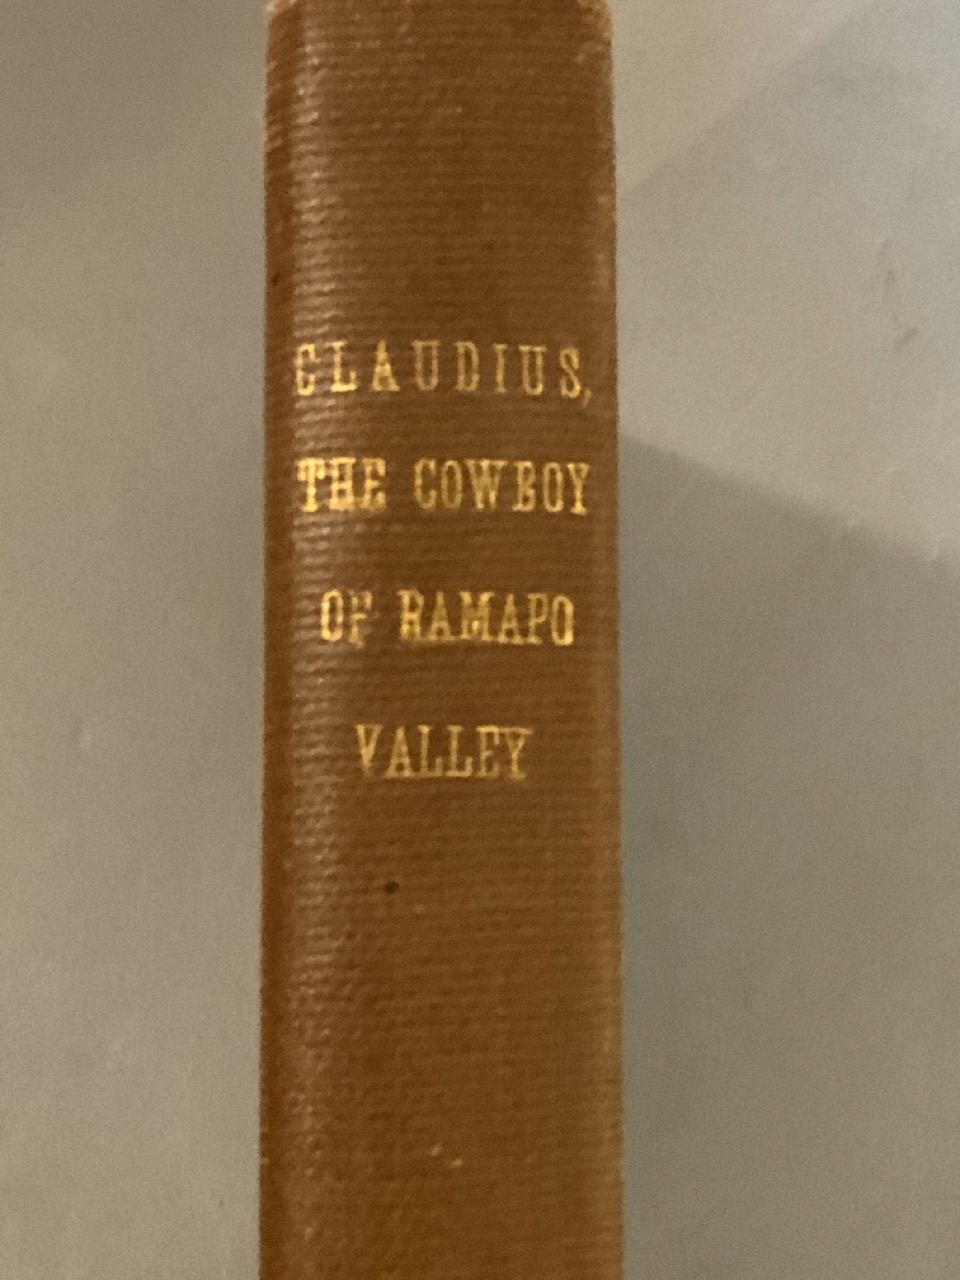 CLAUDIUS,
THE COWBOY
OF RAMAPO
VALLEY